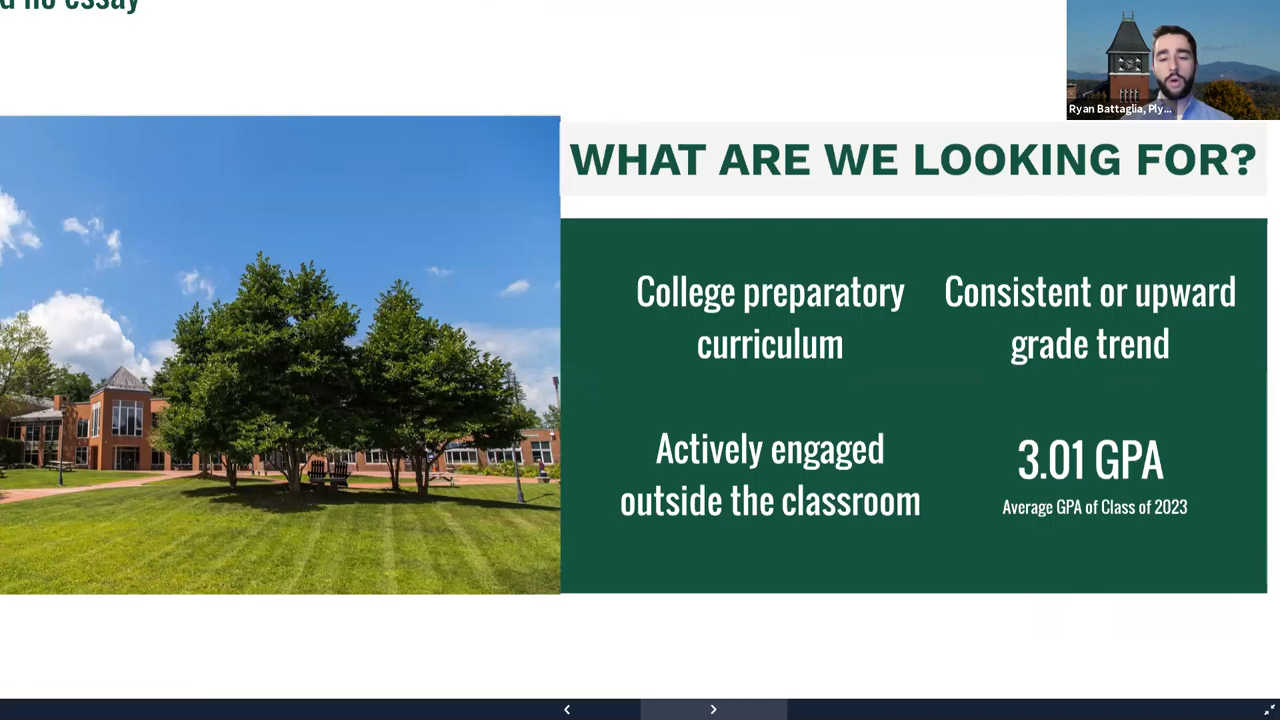 d no essay
Ryan Battaglia, Ply...
WHAT ARE WE LOOKING FOR?
College preparatory
curriculum
Consistent or upward
grade trend
Actively engaged
outside the classroom
3.01 GPA
Average GPA of Class of 2023